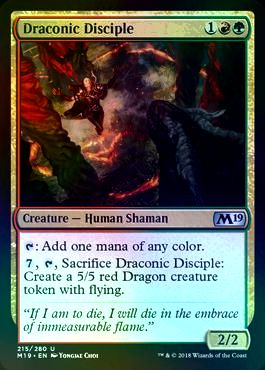 Draconic Disciple 1
Creature — Human Shaman M19
: Add one mana of any color.
7, , Sacrifice Draconic Disciple:
Create a 5/5 red Dragon creature
token with flying.
“If I am to die, I will die in the embrace
of immeasurable flame.”
2/2
215/280 U
M19 • EN YONGJAE CHOI ™ & © 2018 Wizards of the Coast